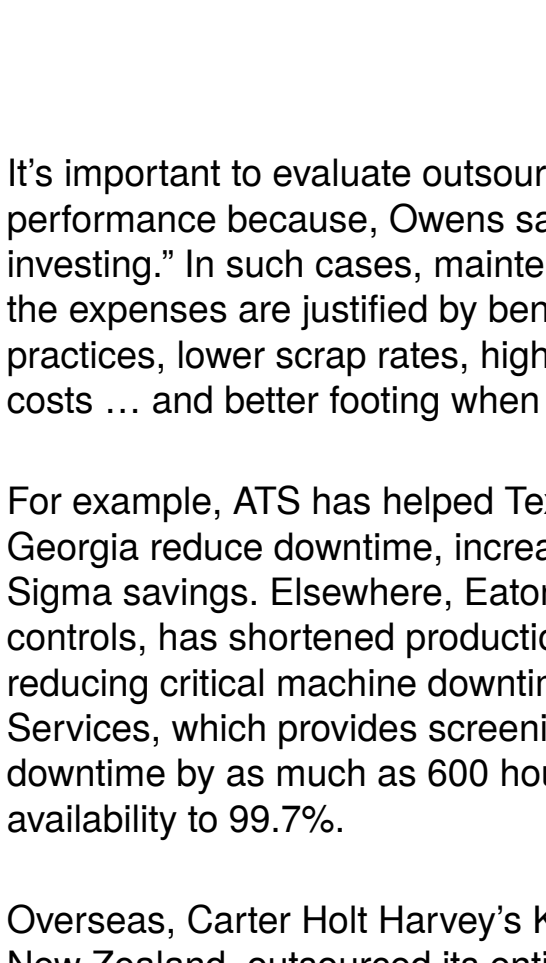 It’s important to evaluate outsour
performance because, Owens sa
investing.” In such cases, mainte
the expenses are justified by ben
practices, lower scrap rates, high
costs … and better footing when
For example, ATS has helped Te
Georgia reduce downtime, increa
Sigma savings. Elsewhere, Eato
controls, has shortened productio
reducing critical machine downti
Services, which provides screeni
downtime by as much as 600 hou
availability to 99.7%.
Overseas, Carter Holt Harvey’s K
New Zealand, outsourced its enti